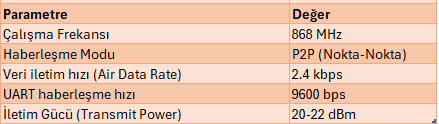 Parametre Değer
Çalışma Frekansı 868 MHz
Haberleşme Modu P2P (Nokta-Nokta)
Veri iletim hızı (Air Data Rate) 2.4 kbps
UART haberleşme hızı 9600 bps
İletim Gücü (Transmit Power) 20-22 dBm